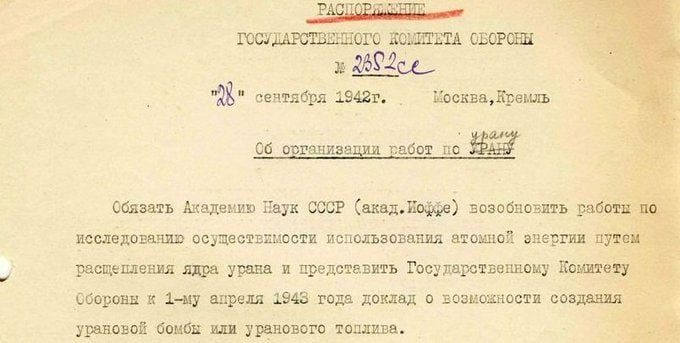 РАСПОРЯЖЕНИЕ
ГОСУДАРСТВЕННОГО КОМИТЕТА ОБОРОНЫ
№ 2352сс
"28" сентября 1942г. Москва,Кремль
урану
Об организации работ по УРАНУ
Обязать Академию Наук СССР (акад.Иоффе) возобновить работы по
исследованию осуществимости использования атомной энергии путем
расщепления ядра урана и представить Государственному Комитету
Обороны к 1-му апреля 1943 года доклад о возможности создания
урановой бомбы или уранового топлива.